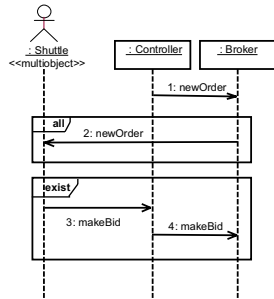 : Shuttle
<<multiobject>>
: Controller
: Broker
1: newOrder
all
2: newOrder
exist
3: makeBid
4: makeBid